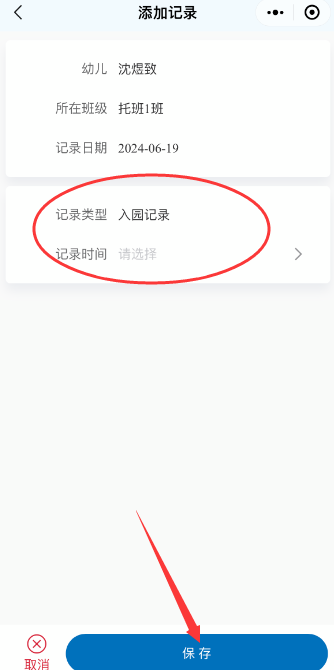 添加记录
幼儿 沈煜致
所在班级 托班1班
记录日期 2024-06-19
记录类型 入园记录
记录时间 请选择
取消
保存